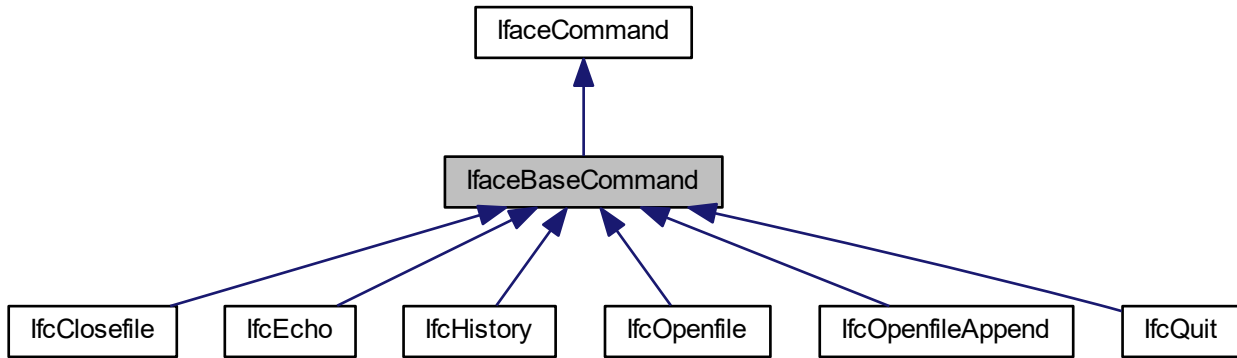 IfaceCommand
IfaceBaseCommand
IfcClosefile
IfcEcho
IfcHistory
IfcOpenfile
IfcOpenfileAppend
IfcQuit